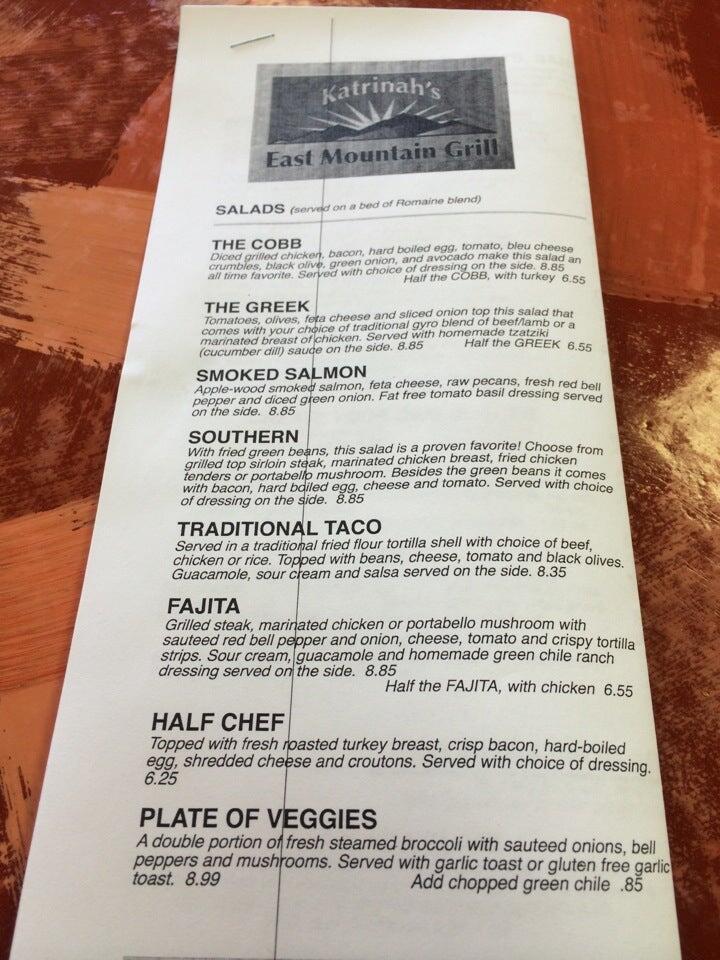 Katrinah's
East Mountain Grill
SALADS (served on a bed of Romaine blend)
THE COBB
Diced grilled chicken, bacon, hard boiled egg, tomato, bleu cheese
crumbles, black olive, green onion, and avocado make this salad an
all time favorite. Served with choice of dressing on the side. 8.85
Half the COBB, with turkey 6.55
THE GREEK
Tomatoes, olives, feta cheese and sliced onion top this salad that
comes with your choice of traditional gyro blend of beef/lamb or a
marinated breast of chicken. Served with homemade tzatziki
(cucumber dill) sauce on the side. 8.85 Half the GREEK 6.55
SMOKED SALMON
Apple-wood smoked salmon, feta cheese, raw pecans, fresh red bell
pepper and diced green onion. Fat free tomato basil dressing served
on the side. 8.85
SOUTHERN
With fried green beans, this salad is a proven favorite! Choose from
grilled top sirloin steak, marinated chicken breast, fried chicken
tenders or portabello mushroom. Besides the green beans it comes
with bacon, hard boiled egg, cheese and tomato. Served with choice
of dressing on the side. 8.85
TRADITIONAL TACO
Served in a traditional fried flour tortilla shell with choice of beef,
chicken or rice. Topped with beans, cheese, tomato and black olives.
Guacamole, sour cream and salsa served on the side. 8.35
FAJITA
Grilled steak, marinated chicken or portabello mushroom with
sauteed red bell pepper and onion, cheese, tomato and crispy tortilla
strips. Sour cream, guacamole and homemade green chile ranch
dressing served on the side. 8.85
Half the FAJITA, with chicken 6.55
HALF CHEF
Topped with fresh roasted turkey breast, crisp bacon, hard-boiled
egg, shredded cheese and croutons. Served with choice of dressing.
6.25
PLATE OF VEGGIES
A double portion of fresh steamed broccoli with sauteed onions, bell
peppers and mushrooms. Served with garlic toast or gluten free garlic
toast. 8.99 Add chopped green chile .85